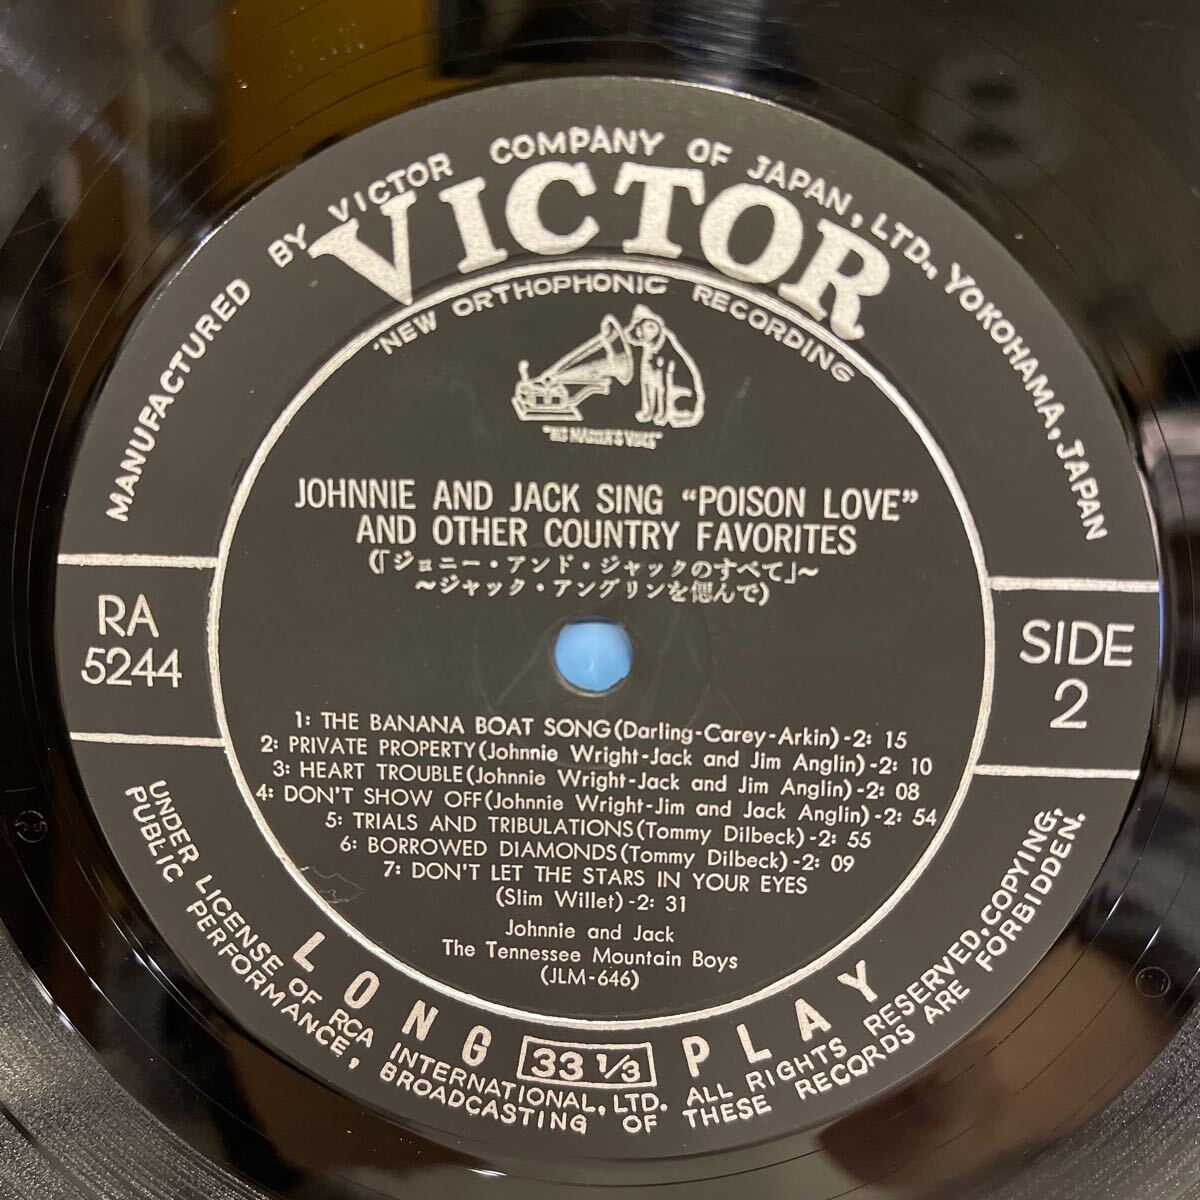 MANUFACTURED BY VICTOR COMPANY OF JAPAN, LTD., YOKOHAMA, JAPAN
VICTOR
"NEW ORTHOPHONIC RECORDING
"HIS MASTER'S VOICE"
JOHNNIE AND JACK SING “POISON LOVE”
AND OTHER COUNTRY FAVORITES
(「ジョニー・アンド・ジャックのすべて」～
～ジャック・アングリンを偲んで)
RA
5244
SIDE
2
1: THE BANANA BOAT SONG(Darling-Carey-Arkin)-2: 15
2: PRIVATE PROPERTY(Johnnie Wright-Jack and Jim Anglin)-2: 10
3: HEART TROUBLE(Johnnie Wright-Jack and Jim Anglin)-2: 08
4: DON'T SHOW OFF(Johnnie Wright-Jim and Jack Anglin)-2: 54
5: TRIALS AND TRIBULATIONS(Tommy Dilbeck)-2: 55
6: BORROWED DIAMONDS(Tommy Dilbeck)-2: 09
7: DON'T LET THE STARS IN YOUR EYES
(Slim Willet)-2: 31
Johnnie and Jack
The Tennessee Mountain Boys
(JLM-646)
LONG 33 1/3 PLAY
UNDER LICENSE OF RCA INTERNATIONAL, LTD. ALL RIGHTS RESERVED, COPYING,
PUBLIC PERFORMANCE, BROADCASTING OF THESE RECORDS ARE FORBIDDEN.